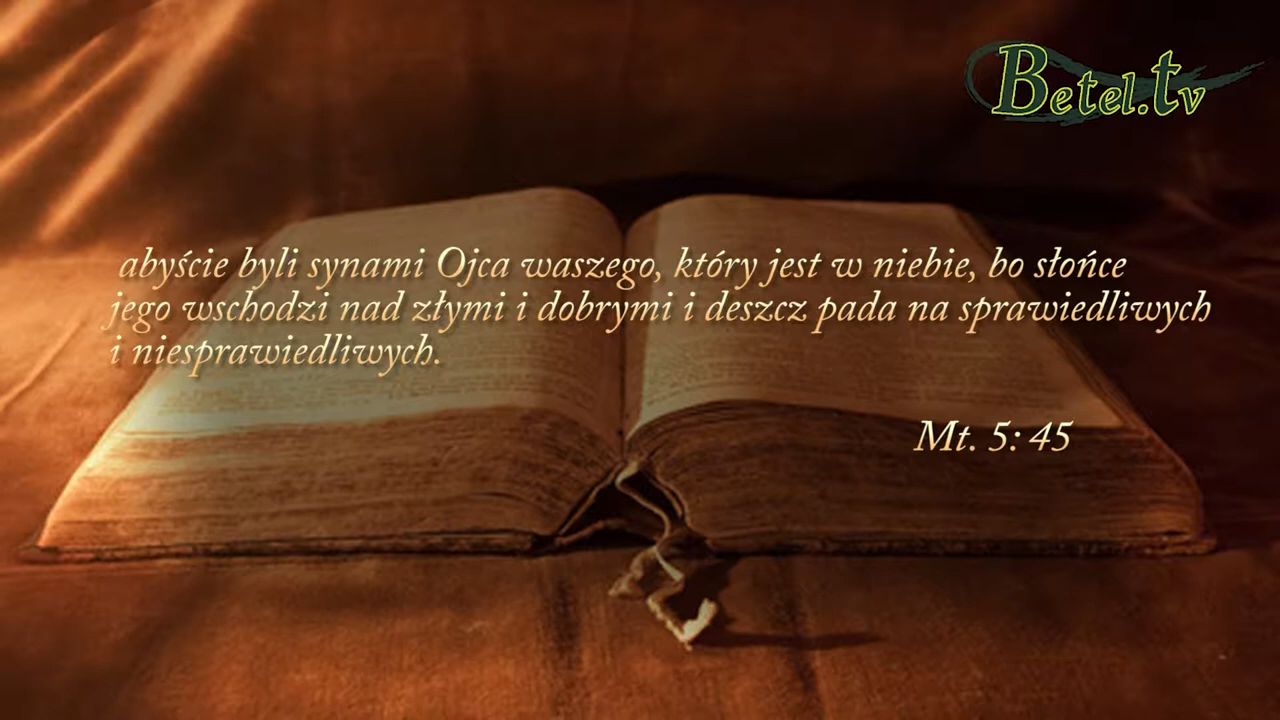 Betel.tv
abyście byli synami Ojca waszego, który jest w niebie, bo słońce
jego wschodzi nad złymi i dobrymi i deszcz pada na sprawiedliwych
i niesprawiedliwych.
Mt. 5: 45